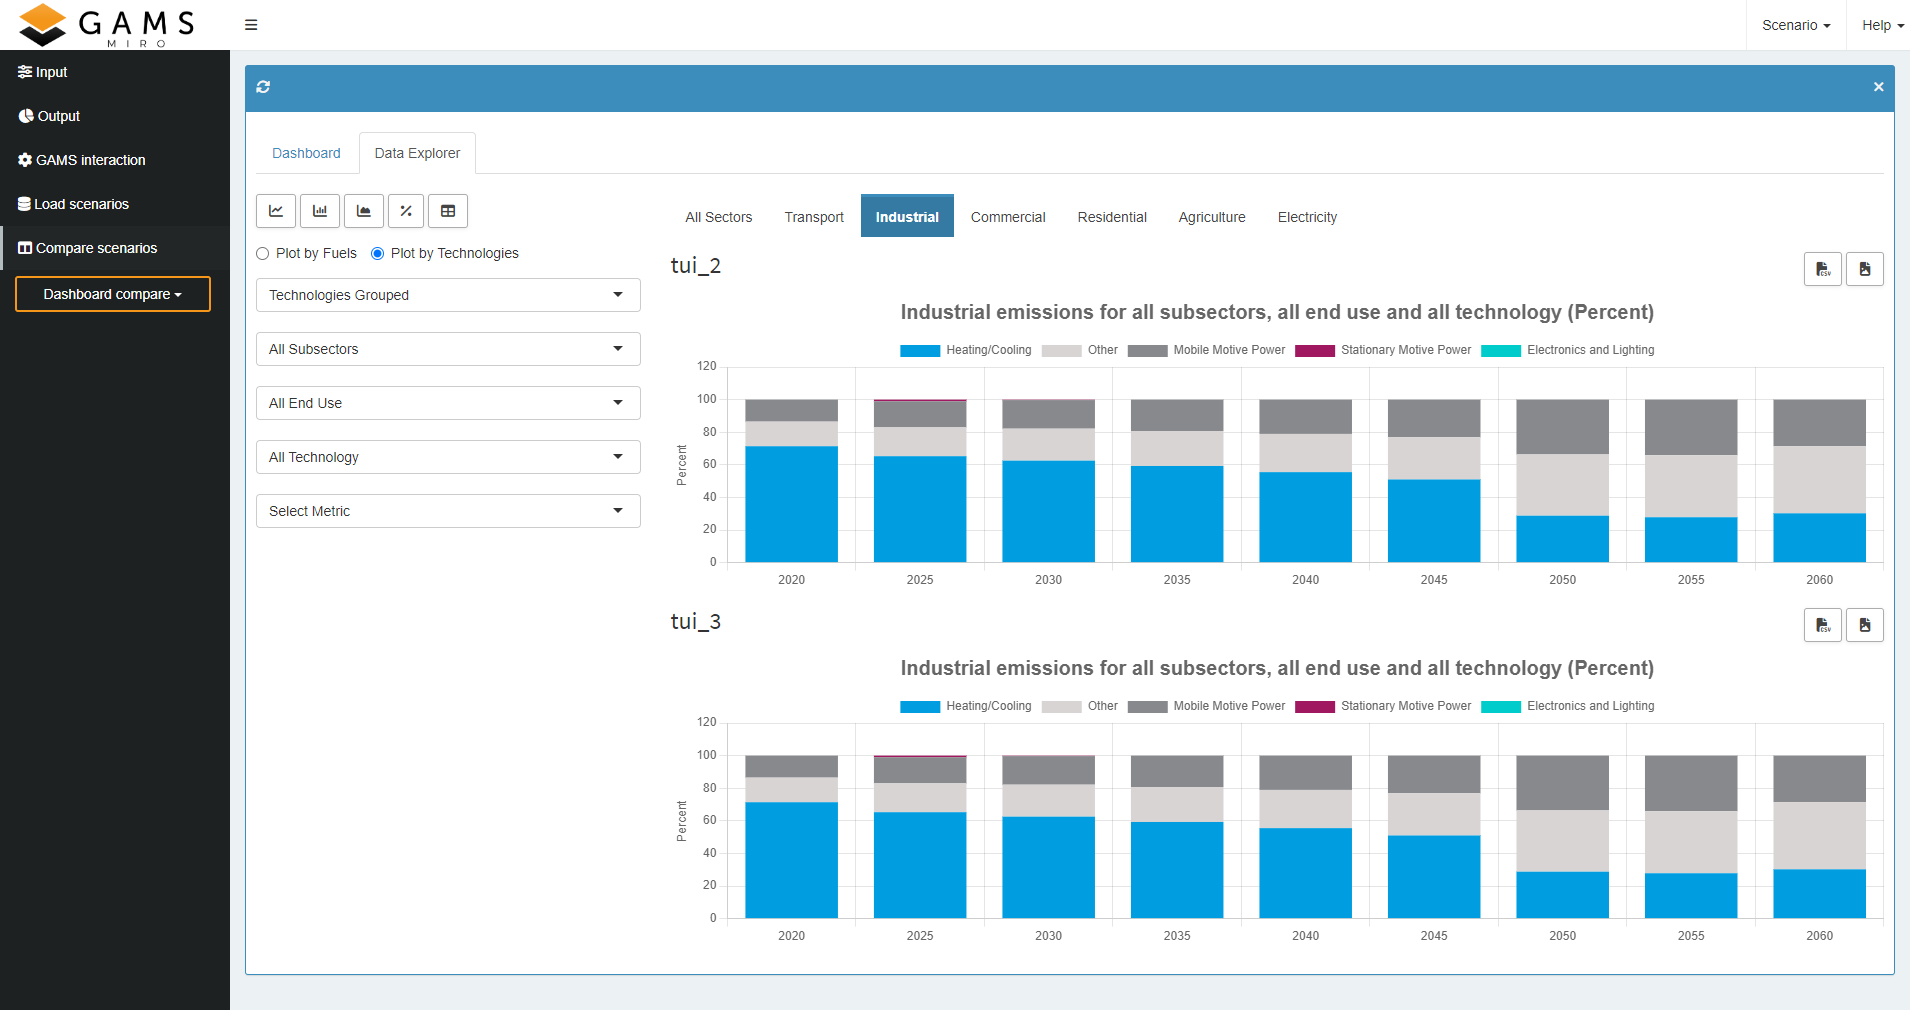 GAMS
MIRO
Scenario
Help
Input
Output
GAMS interaction
Load scenarios
Compare scenarios
Dashboard compare
Dashboard
Data Explorer
Plot by Fuels
Plot by Technologies
Technologies Grouped
All Subsectors
All End Use
All Technology
Select Metric
All Sectors
Transport
Industrial
Commercial
Residential
Agriculture
Electricity
tui_2
CSV
Industrial emissions for all subsectors, all end use and all technology (Percent)
Heating/Cooling
Other
Mobile Motive Power
Stationary Motive Power
Electronics and Lighting
Percent
120
100
80
60
40
20
0
2020
2025
2030
2035
2040
2045
2050
2055
2060
tui_3
CSV
Industrial emissions for all subsectors, all end use and all technology (Percent)
Heating/Cooling
Other
Mobile Motive Power
Stationary Motive Power
Electronics and Lighting
Percent
120
100
80
60
40
20
0
2020
2025
2030
2035
2040
2045
2050
2055
2060